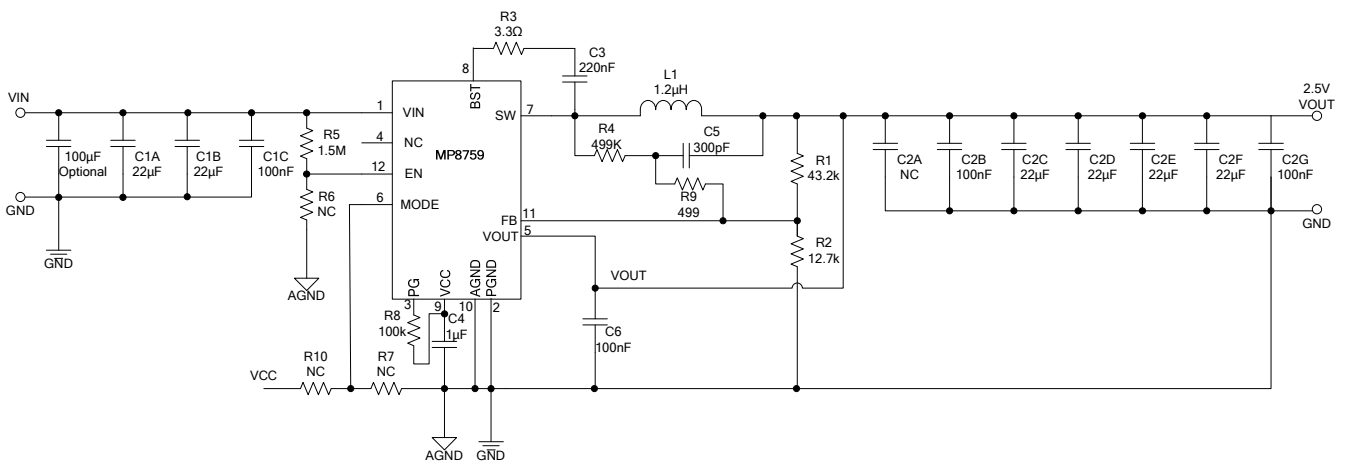 R3
3.3Ω
C3
220nF
8
BST
L1
1.2µH
2.5V
VOUT
VIN
1
VIN
SW
7
4
NC
MP8759
12
EN
6
MODE
FB
11
VOUT
5
100µF
Optional
C1A
22µF
C1B
22µF
C1C
100nF
R5
1.5M
R6
NC
R4
499K
C5
300pF
R9
499
R1
43.2k
R2
12.7k
C2A
NC
C2B
100nF
C2C
22µF
C2D
22µF
C2E
22µF
C2F
22µF
C2G
100nF
GND
GND
GND
AGND
PG
VCC
AGND
PGND
3
9
10
2
R8
100k
C4
1µF
VOUT
C6
100nF
VCC
R10
NC
R7
NC
AGND
GND